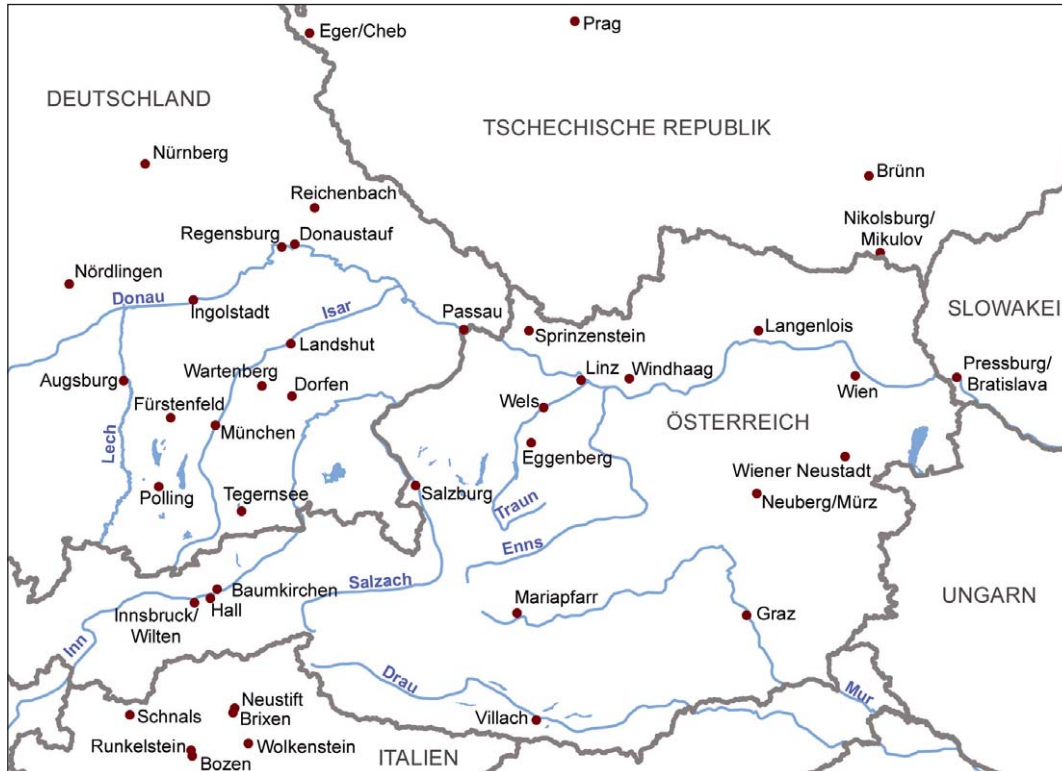 Eger/Cheb
Prag
DEUTSCHLAND
TSCHECHISCHE REPUBLIK
Nürnberg
Brünn
Reichenbach
Nikolsburg/
Mikulov
Regensburg
Donaustauf
Nördlingen
Donau
Ingolstadt
Isar
Passau
Sprinzenstein
Langenlois
SLOWAKEI
Landshut
Wartenberg
Dorfen
Augsburg
Linz
Windhaag
Wien
Pressburg/
Bratislava
Fürstenfeld
München
Wels
ÖSTERREICH
Lech
Eggenberg
Wiener Neustadt
Polling
Tegernsee
Salzburg
Traun
Neuberg/Mürz
Enns
Salzach
Baumkirchen
Hall
Innsbruck/
Wilten
Mariapfarr
Graz
UNGARN
Inn
Drau
Mur
Neustift
Brixen
Schnals
Villach
Runkelstein
Wolkenstein
Bozen
ITALIEN